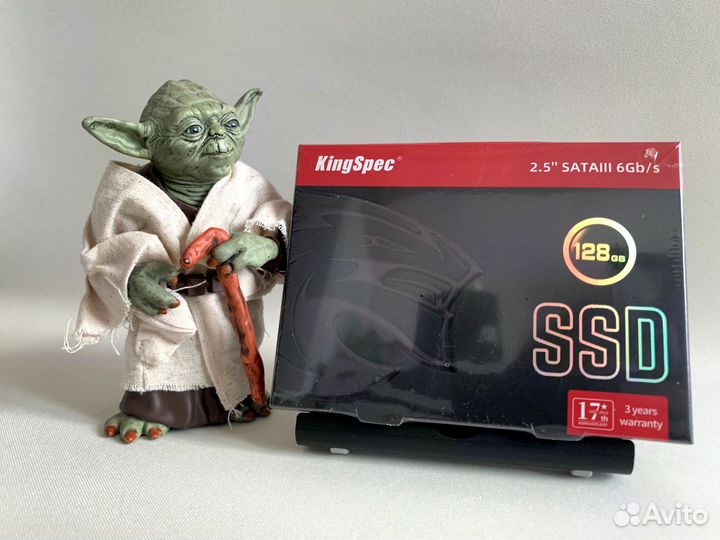 KingSpec®
2.5" SATAIII 6Gb/s
128GB
SSD
17th
ANNIVERSARY
3 years
warranty
Avito